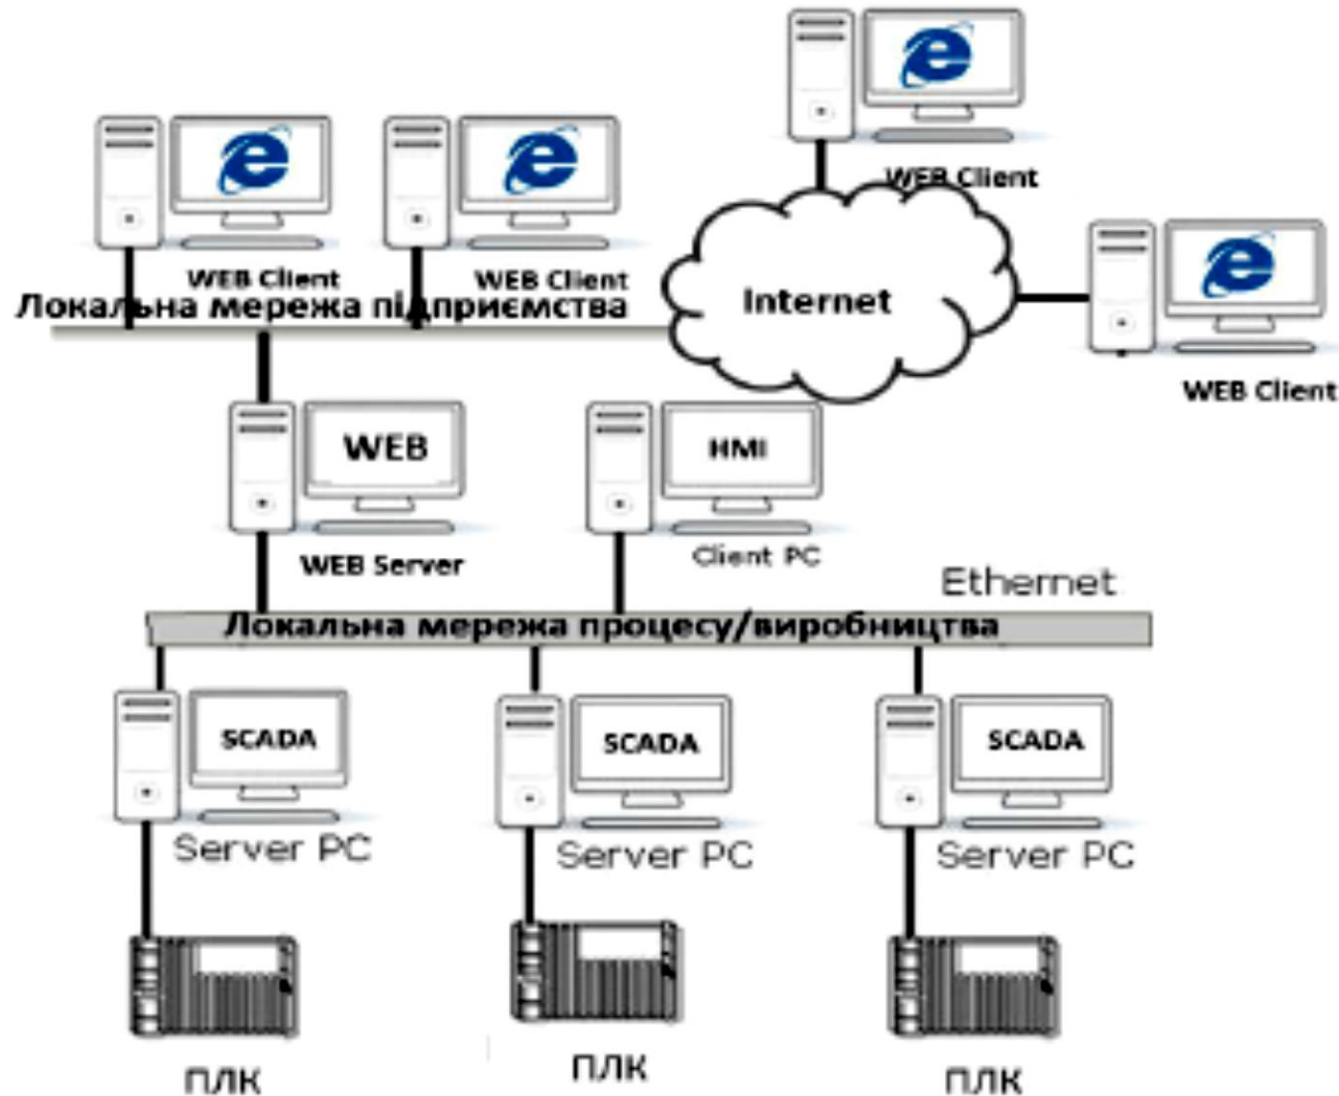 WEB Client
WEB Client
WEB Client
Локальна мережа підприємства
Internet
WEB Client
WEB
HMI
WEB Server
Client PC
Ethernet
Локальна мережа процесу/виробництва
SCADA
SCADA
SCADA
Server PC
Server PC
Server PC
ПЛК
ПЛК
ПЛК